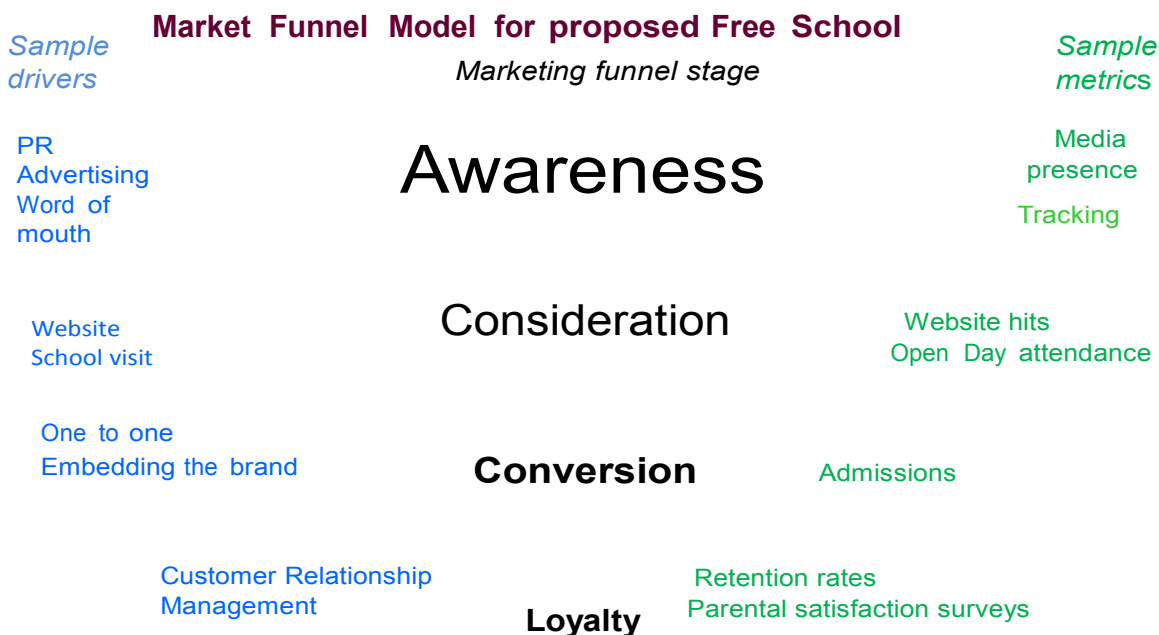 Market Funnel Model for proposed Free School
Sample
drivers
Marketing funnel stage
Sample
metrics
PR
Advertising
Word of
mouth
Awareness
Media
presence
Tracking
Website
School visit
Consideration
Website hits
Open Day attendance
One to one
Embedding the brand
Conversion
Admissions
Customer Relationship
Management
Loyalty
Retention rates
Parental satisfaction surveys